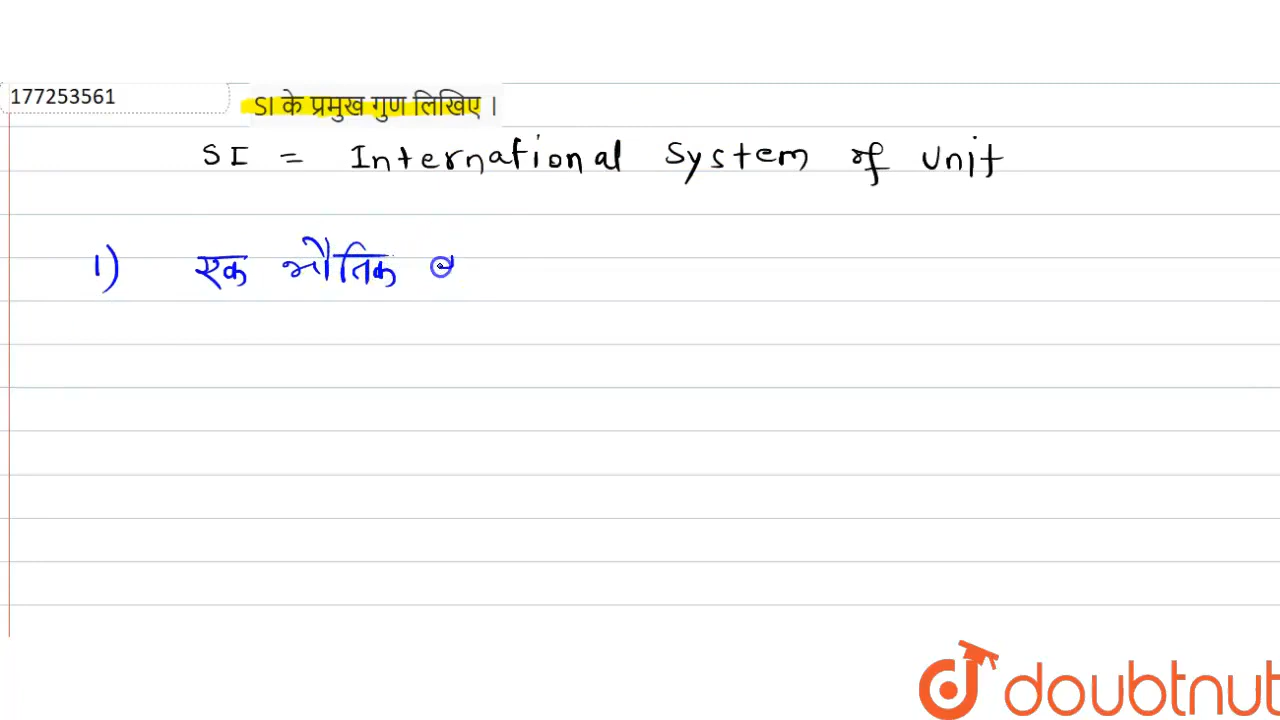 177253561
SI के प्रमुख गुण लिखिए ।
SI = International System of Unit
1) एक भौतिक
doubtnut